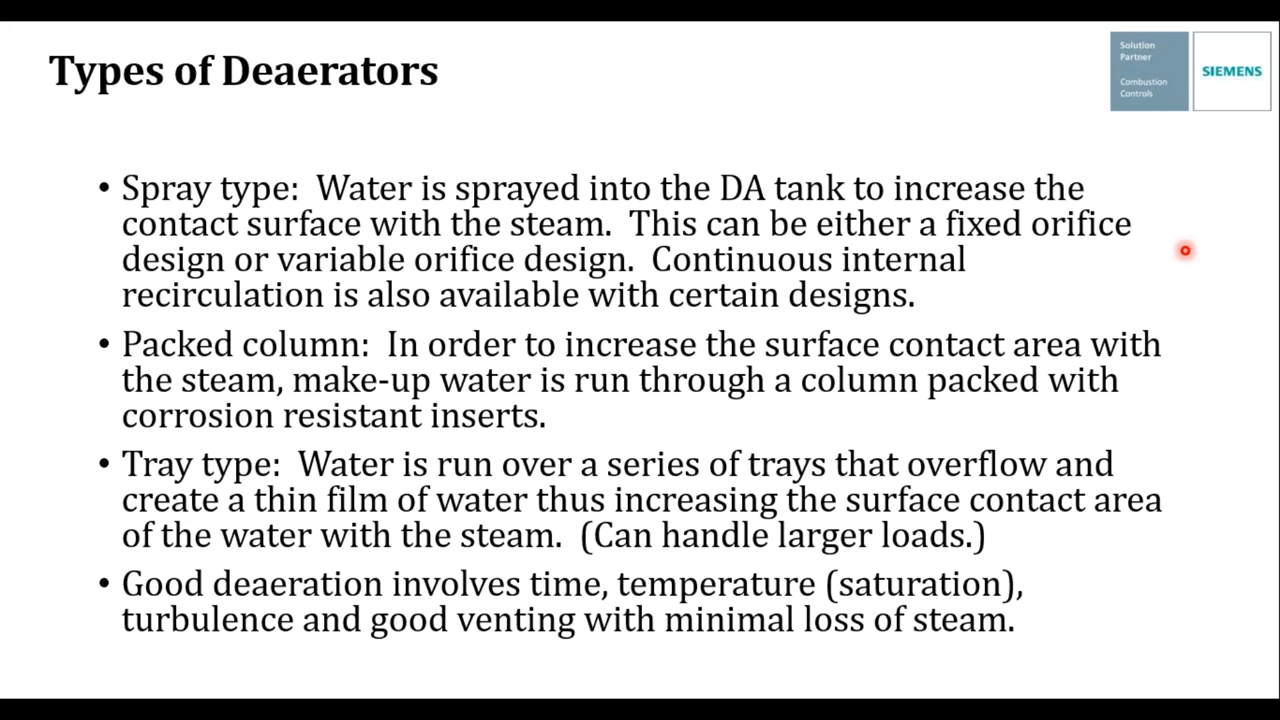 Types of Deaerators
Solution
Partner
Combustion
Controls
SIEMENS
• Spray type:  Water is sprayed into the DA tank to increase the
contact surface with the steam.  This can be either a fixed orifice
design or variable orifice design.  Continuous internal
recirculation is also available with certain designs.
• Packed column:  In order to increase the surface contact area with
the steam, make-up water is run through a column packed with
corrosion resistant inserts.
• Tray type:  Water is run over a series of trays that overflow and
create a thin film of water thus increasing the surface contact area
of the water with the steam.  (Can handle larger loads.)
• Good deaeration involves time, temperature (saturation),
turbulence and good venting with minimal loss of steam.